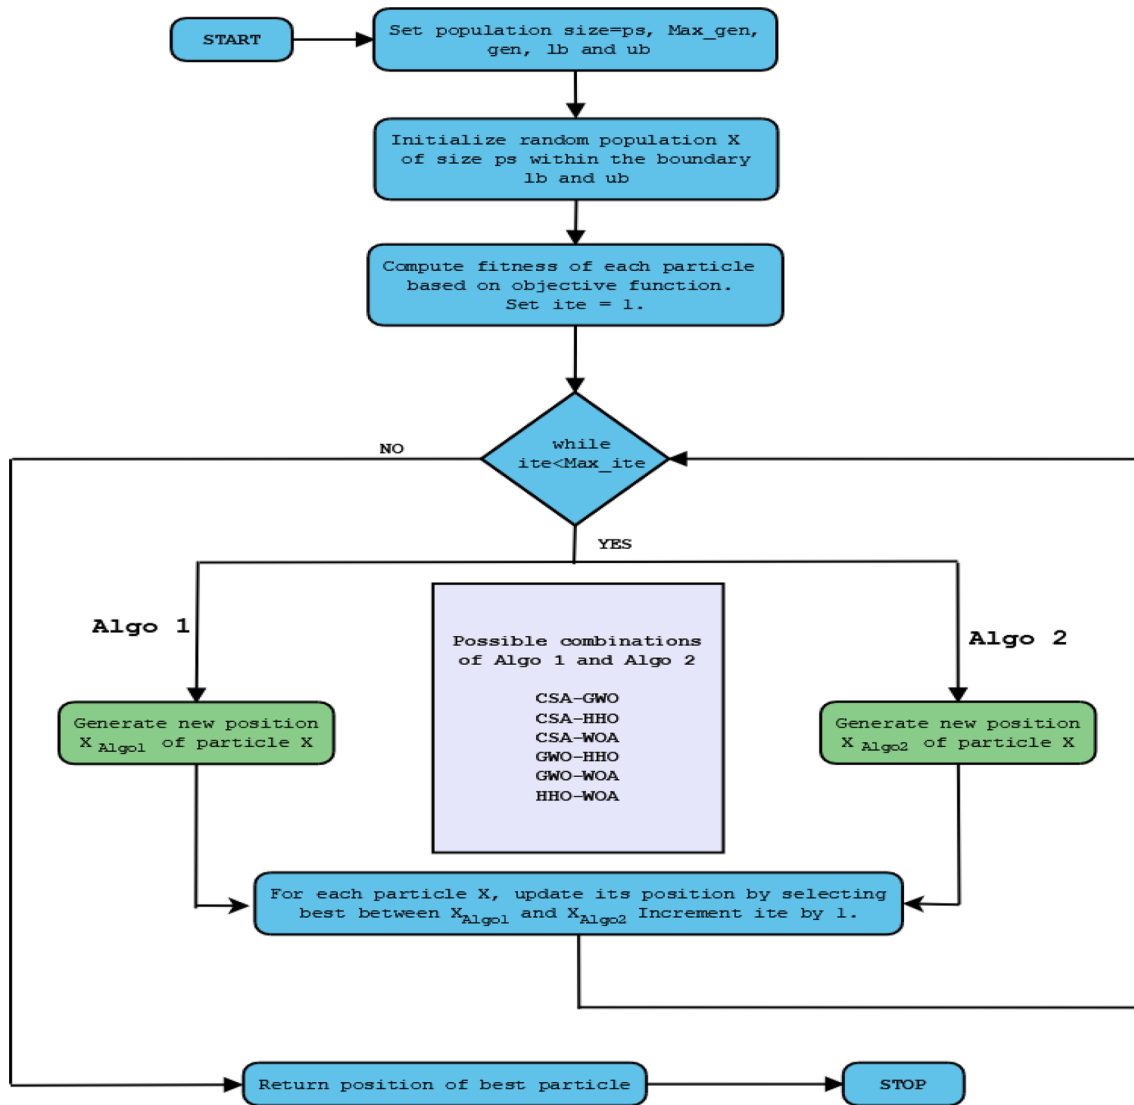 START
Set population size=ps, Max_gen,
gen, lb and ub
Initialize random population X
of size ps within the boundary
lb and ub
Compute fitness of each particle
based on objective function.
Set ite = 1.
while
ite<Max_ite
NO
YES
Algo 1
Algo 2
Possible combinations
of Algo 1 and Algo 2
CSA-GWO
CSA-HHO
CSA-WOA
GWO-HHO
GWO-WOA
HHO-WOA
Generate new position
X Algo1 of particle X
Generate new position
X Algo2 of particle X
For each particle X, update its position by selecting
best between XAlgo1 and XAlgo2 Increment ite by 1.
Return position of best particle
STOP